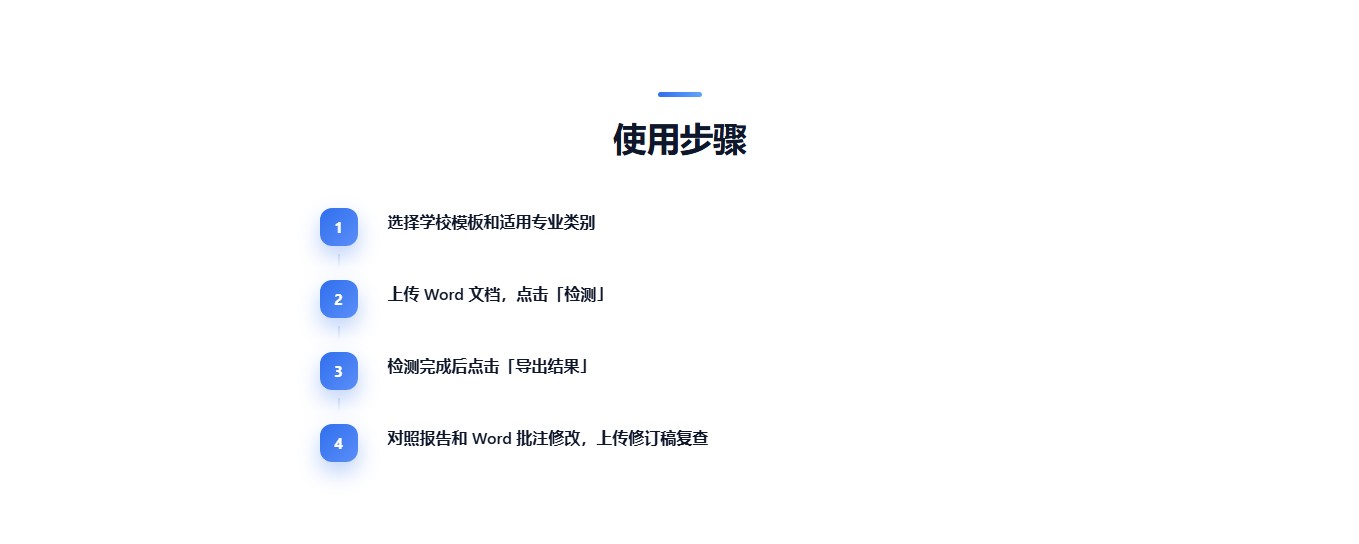 使用步骤
1 选择学校模板和适用专业类别
2 上传 Word 文档，点击「检测」
3 检测完成后点击「导出结果」
4 对照报告和 Word 批注修改，上传修订稿复查